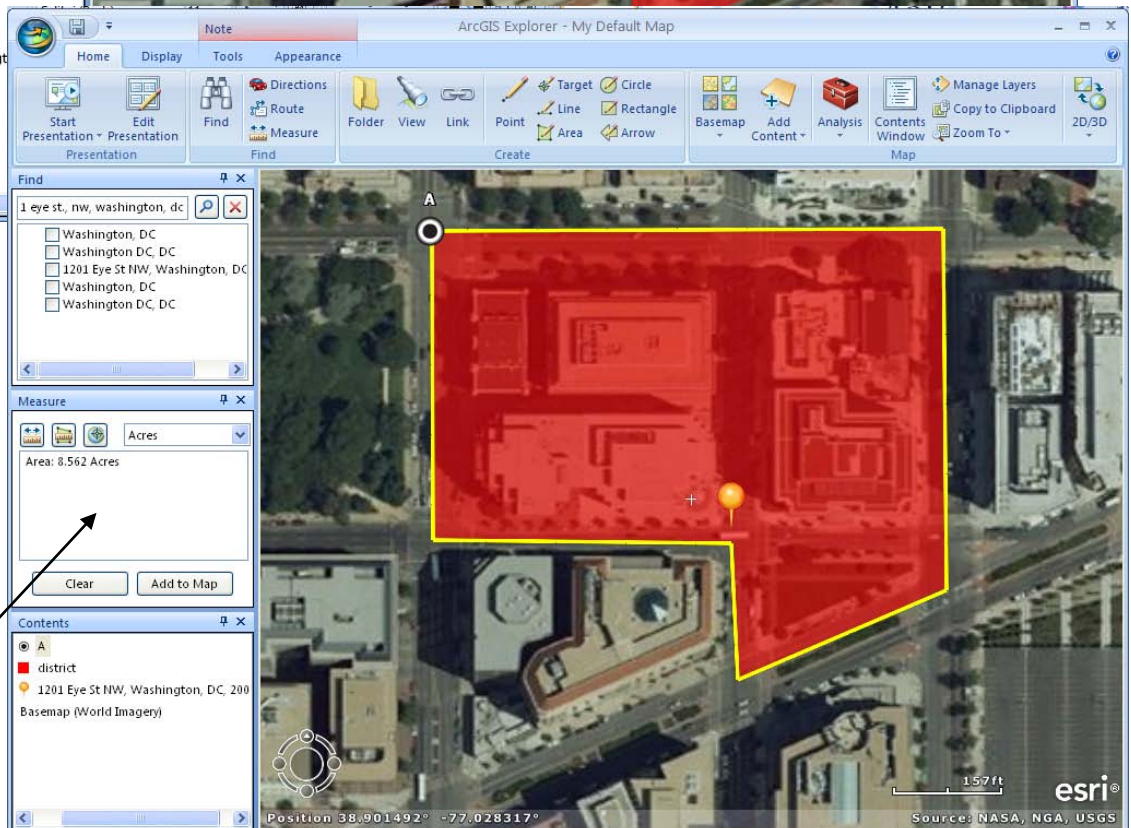 Note
ArcGIS Explorer - My Default Map
Home Display Tools Appearance
Start Presentation
Edit Presentation
Presentation
Find
Directions
Route
Measure
Find
Folder
View
Link
Point
Target
Line
Area
Circle
Rectangle
Arrow
Create
Basemap
Add Content
Analysis
Contents Window
Manage Layers
Copy to Clipboard
Zoom To
2D/3D
Map
Find
1 eye st., nw, washington, dc
Washington, DC
Washington DC, DC
1201 Eye St NW, Washington, DC
Washington, DC
Washington DC, DC
Measure
Acres
Area: 8.562 Acres
Clear
Add to Map
Contents
A
district
1201 Eye St NW, Washington, DC, 200
Basemap (World Imagery)
A
157ft
esri
Position 38.901492° -77.028317°
Source: NASA, NGA, USGS